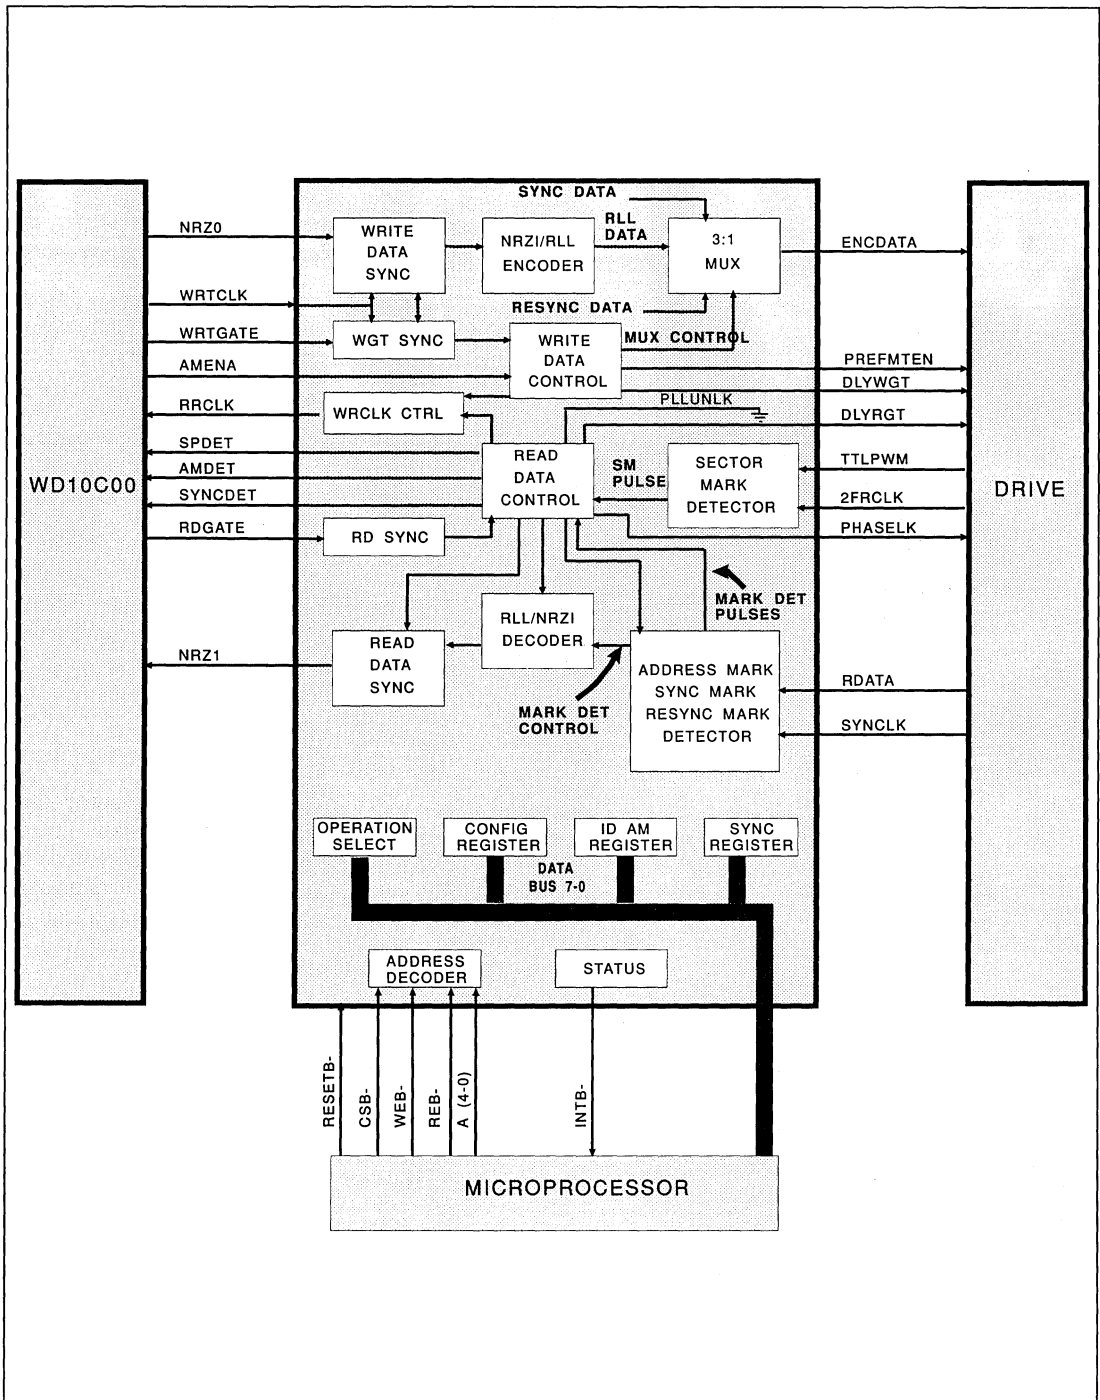 SYNC DATA
NRZ0
WRITE
DATA
SYNC
NRZI/RLL
ENCODER
RLL
DATA
3:1
MUX
ENCDATA
WRTCLK
RESYNC DATA
WRTGATE
WGT SYNC
WRITE
DATA
CONTROL
MUX CONTROL
PREFMTEN
AMENA
DLYWGT
RRCLK
WRCLK CTRL
PLLUNLK
DLYRGT
SPDET
READ
DATA
CONTROL
SM
PULSE
SECTOR
MARK
DETECTOR
TTLPWM
AMDET
WD10C00
DRIVE
SYNCDET
2FRCLK
RDGATE
RD SYNC
PHASELK
MARK DET
PULSES
RLL/NRZI
DECODER
NRZ1
READ
DATA
SYNC
ADDRESS MARK
SYNC MARK
RESYNC MARK
DETECTOR
RDATA
MARK DET
CONTROL
SYNCLK
OPERATION
SELECT
CONFIG
REGISTER
ID AM
REGISTER
SYNC
REGISTER
DATA
BUS 7-0
ADDRESS
DECODER
STATUS
RESETB-
CSB-
WEB-
REB-
A (4-0)
INTB-
MICROPROCESSOR